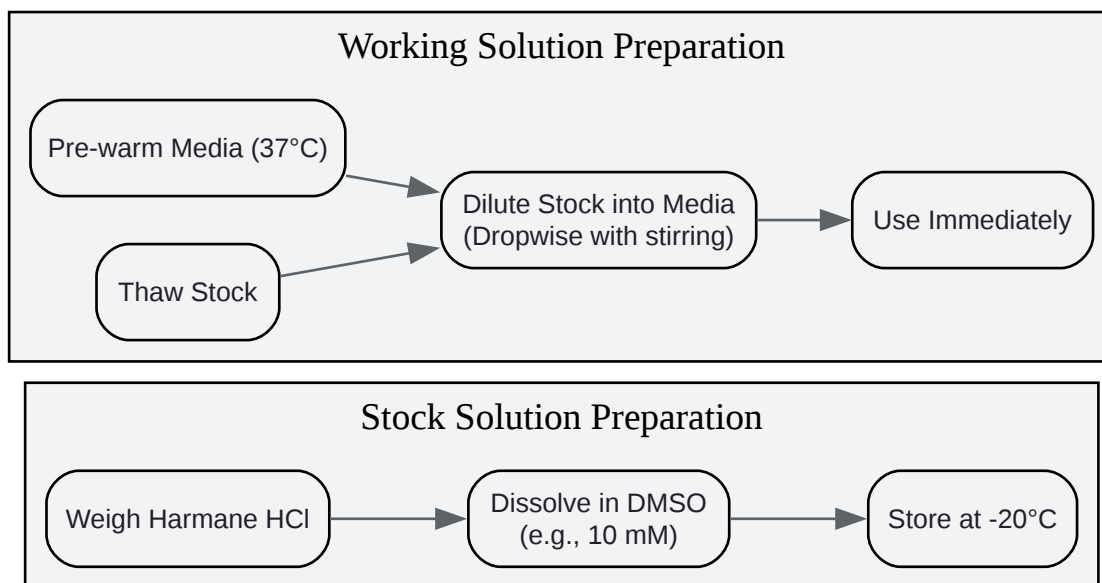 Working Solution Preparation
Pre-warm Media (37°C)
Thaw Stock
Dilute Stock into Media
(Dropwise with stirring)
Use Immediately
Stock Solution Preparation
Weigh Harmane HCl
Dissolve in DMSO
(e.g., 10 mM)
Store at -20°C